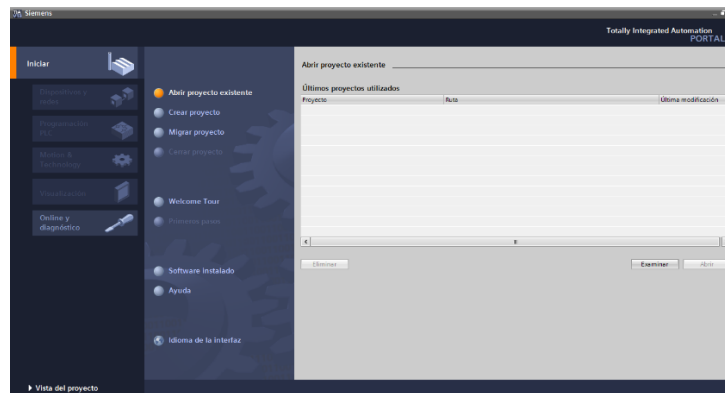 Siemens
Totally Integrated Automation
PORTAL
Iniciar
Dispositivos y
redes
Programación
PLC
Motion &
Technology
Visualización
Online y
diagnóstico
Abrir proyecto existente
Crear proyecto
Migrar proyecto
Cerrar proyecto
Welcome Tour
Primeros pasos
Software instalado
Ayuda
Idioma de la interfaz
Abrir proyecto existente
Últimos proyectos utilizados
Proyecto Ruta Última modificación
Eliminar Examinar Abrir
Vista del proyecto